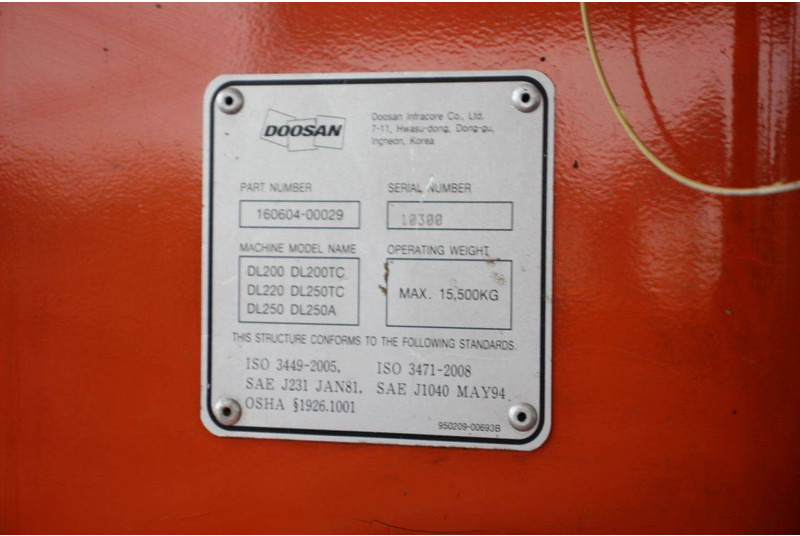 DOOSAN
Doosan Infracore Co., Ltd.
7-11, Hwasu-dong, Dong-gu,
Incheon, Korea
PART NUMBER
160604-00029
SERIAL NUMBER
10300
MACHINE MODEL NAME
DL200 DL200TC
DL220 DL250TC
DL250 DL250A
OPERATING WEIGHT
MAX. 15,500KG
THIS STRUCTURE CONFORMS TO THE FOLLOWING STANDARDS.
ISO 3449-2005, ISO 3471-2008
SAE J231 JAN81, SAE J1040 MAY94
OSHA §1926.1001
950209-00693B